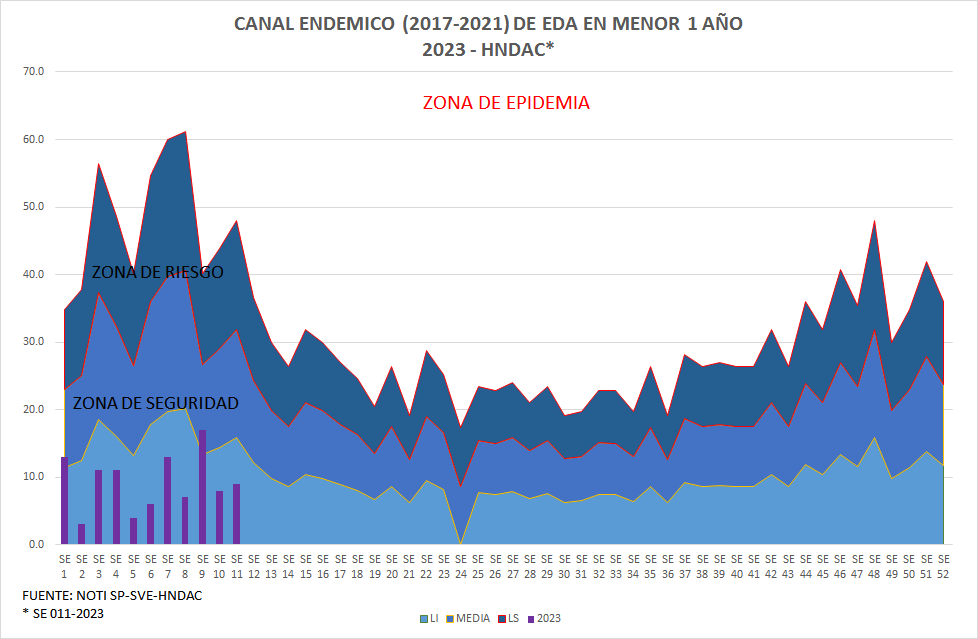 CANAL ENDEMICO (2017-2021) DE EDA EN MENOR 1 AÑO
2023 - HNDAC*
70.0
ZONA DE EPIDEMIA
60.0
50.0
40.0
ZONA DE RIESGO
30.0
20.0
ZONA DE SEGURIDAD
10.0
0.0
SE SE SE SE SE SE SE SE SE SE SE SE SE SE SE SE SE SE SE SE SE SE SE SE SE SE SE SE SE SE SE SE SE SE SE SE SE SE SE SE SE SE SE SE SE SE SE SE SE SE SE SE
1 2 3 4 5 6 7 8 9 10 11 12 13 14 15 16 17 18 19 20 21 22 23 24 25 26 27 28 29 30 31 32 33 34 35 36 37 38 39 40 41 42 43 44 45 46 47 48 49 50 51 52
FUENTE: NOTI SP-SVE-HNDAC
* SE 011-2023
LI MEDIA LS 2023